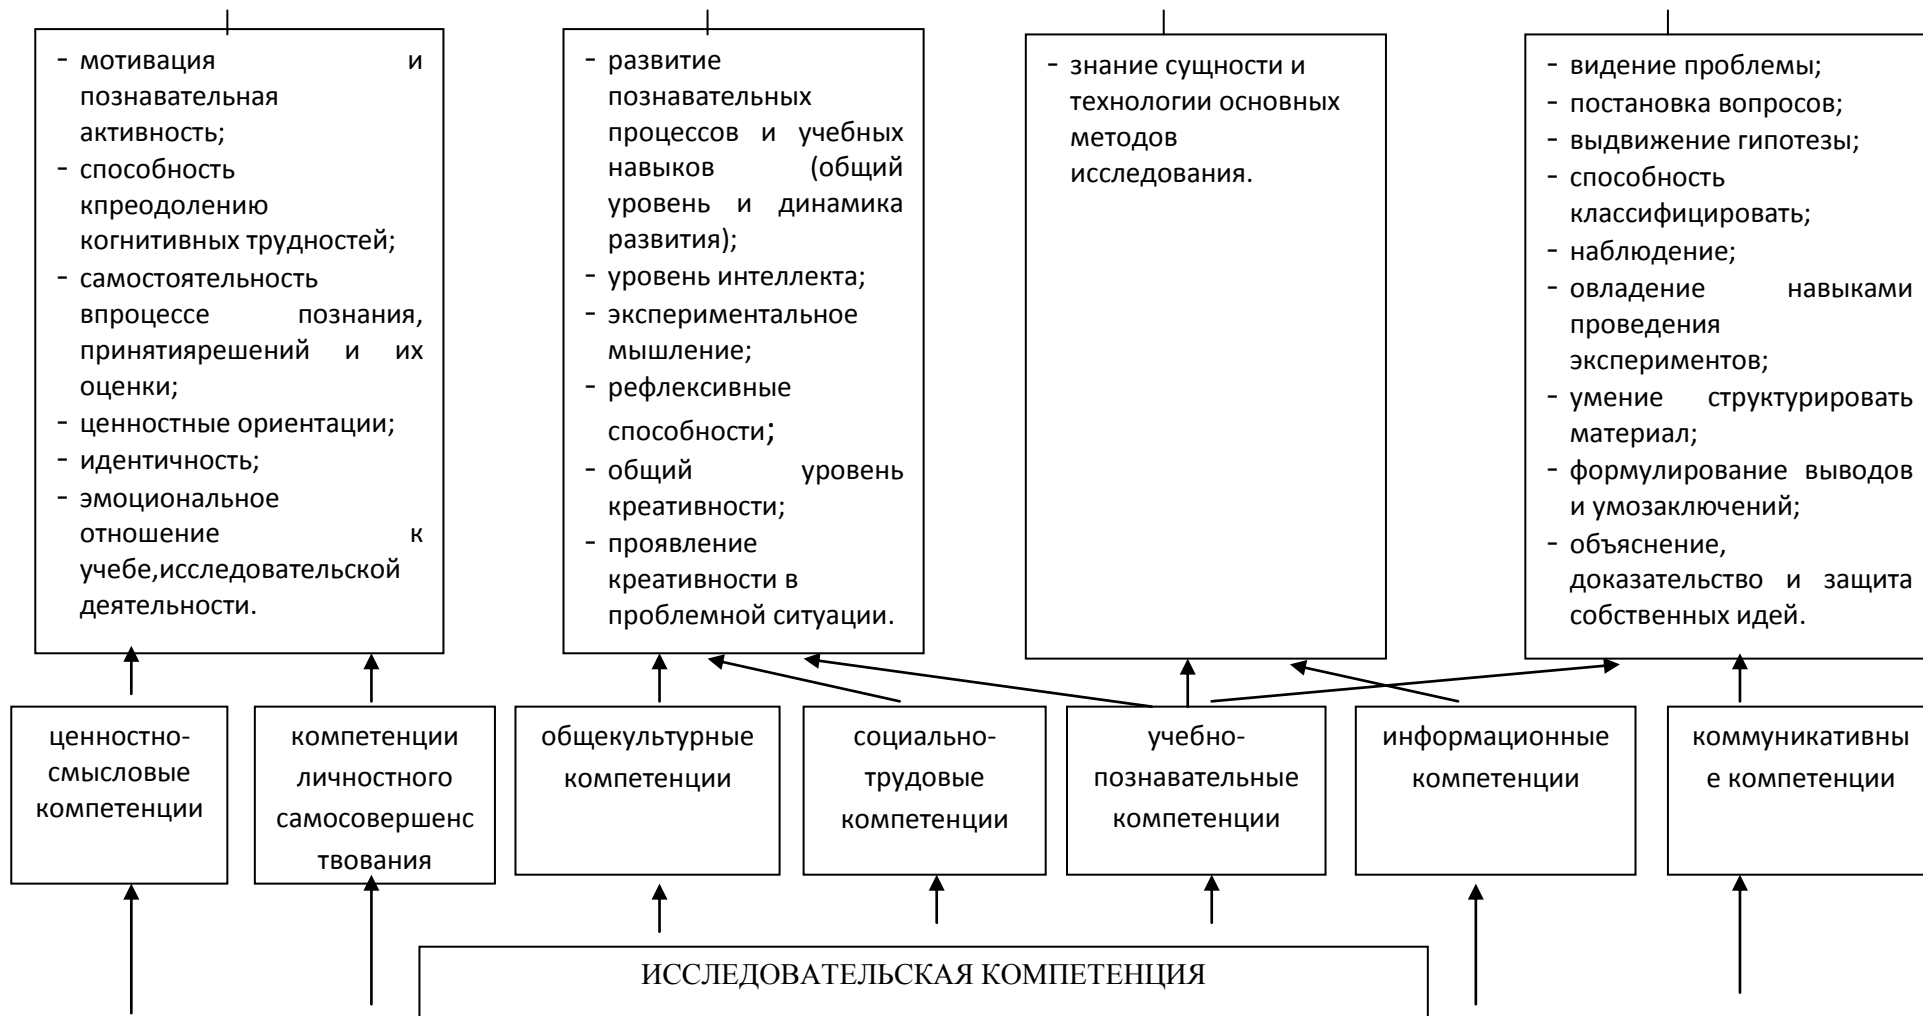 - мотивация и
познавательная
активность;
- способность
кпреодолению
когнитивных трудностей;
- самостоятельность
впроцессе познания,
принятиярешений и их
оценки;
- ценностные ориентации;
- идентичность;
- эмоциональное
отношение к
учебе,исследовательской
деятельности.
- развитие
познавательных
процессов и учебных
навыков (общий
уровень и динамика
развития);
- уровень интеллекта;
- экспериментальное
мышление;
- рефлексивные
способности;
- общий уровень
креативности;
- проявление
креативности в
проблемной ситуации.
- знание сущности и
технологии основных
методов
исследования.
- видение проблемы;
- постановка вопросов;
- выдвижение гипотезы;
- способность
классифицировать;
- наблюдение;
- овладение навыками
проведения
экспериментов;
- умение структурировать
материал;
- формулирование выводов
и умозаключений;
- объяснение,
доказательство и защита
собственных идей.
ценностно-
смысловые
компетенции
компетенции
личностного
самосовершенс
твования
общекультурные
компетенции
социально-
трудовые
компетенции
учебно-
познавательные
компетенции
информационные
компетенции
коммуникативны
е компетенции
ИССЛЕДОВАТЕЛЬСКАЯ КОМПЕТЕНЦИЯ